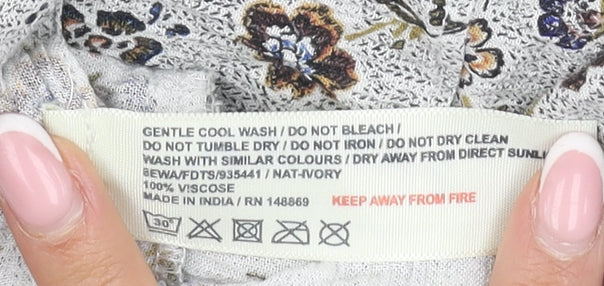 GENTLE COOL WASH / DO NOT BLEACH /
DO NOT TUMBLE DRY / DO NOT IRON / DO NOT DRY CLEAN
WASH WITH SIMILAR COLOURS / DRY AWAY FROM DIRECT SUNLI
BEWA/FDTS/935441 / NAT-IVORY
100% VISCOSE
MADE IN INDIA / RN 148869 KEEP AWAY FROM FIRE
30°